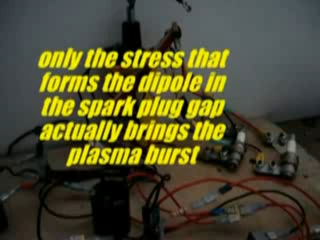 only the stress that
forms the dipole in
the spark plug gap
actually brings the
plasma burst